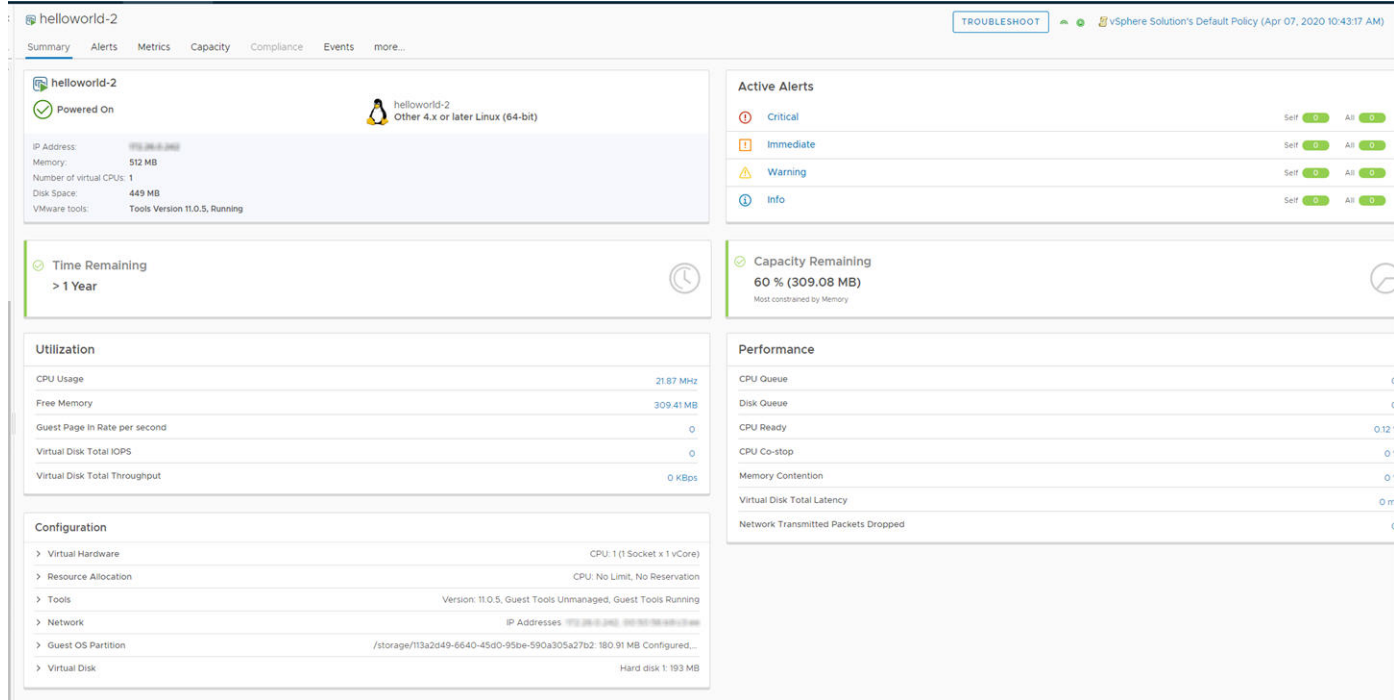 helloworld-2
TROUBLESHOOT
vSphere Solution's Default Policy (Apr 07, 2020 10:43:17 AM)
Summary Alerts Metrics Capacity Compliance Events more...
helloworld-2
Powered On
helloworld-2
Other 4.x or later Linux (64-bit)
IP Address:
Memory: 512 MB
Number of virtual CPUs: 1
Disk Space: 449 MB
VMware tools: Tools Version 11.0.5, Running
Active Alerts
Critical Self 0 All 0
Immediate Self 0 All 0
Warning Self 0 All 0
Info Self 0 All 0
Time Remaining
> 1 Year
Capacity Remaining
60 % (309.08 MB)
Most constrained by Memory
Utilization
CPU Usage 21.87 MHz
Free Memory 309.41 MB
Guest Page In Rate per second 0
Virtual Disk Total IOPS 0
Virtual Disk Total Throughput 0 KBps
Performance
CPU Queue
Disk Queue
CPU Ready 0.12
CPU Co-stop 0
Memory Contention 0
Virtual Disk Total Latency 0 m
Network Transmitted Packets Dropped
Configuration
> Virtual Hardware CPU: 1 (1 Socket x 1 vCore)
> Resource Allocation CPU: No Limit, No Reservation
> Tools Version: 11.0.5, Guest Tools Unmanaged, Guest Tools Running
> Network IP Addresses
> Guest OS Partition /storage/113a2d49-6640-45d0-95be-590a305a27b2: 180.91 MB Configured,...
> Virtual Disk Hard disk 1: 193 MB